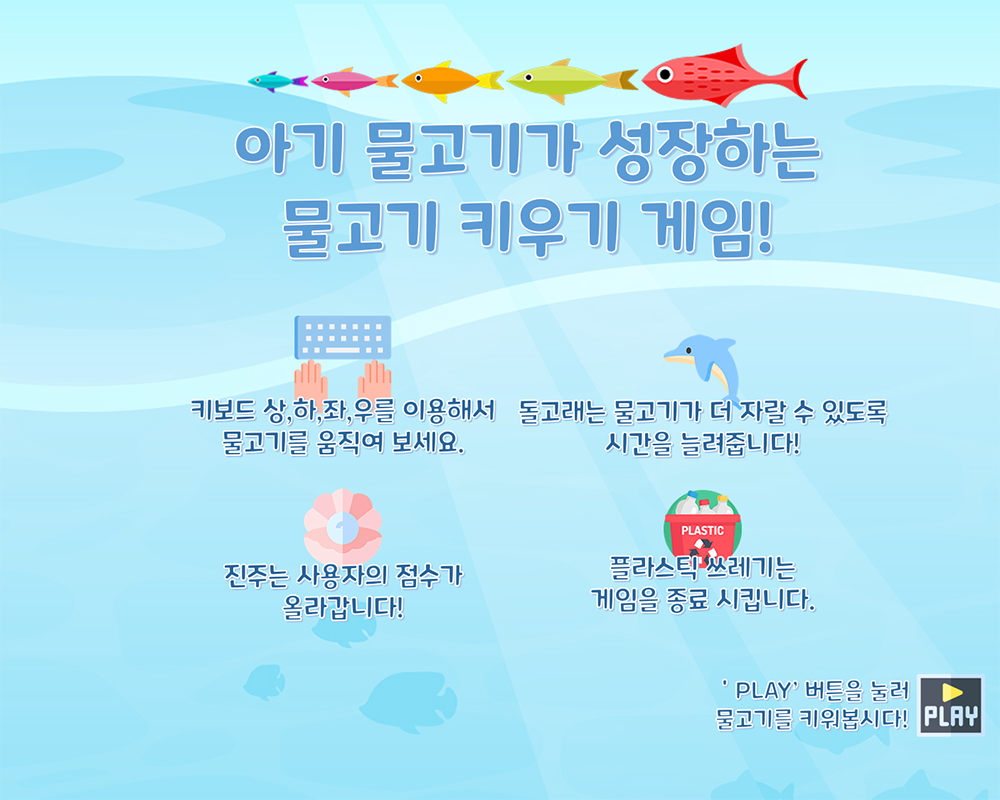 아기 물고기가 성장하는
물고기 키우기 게임!
키보드 상,하,좌,우를 이용해서
물고기를 움직여 보세요.
돌고래는 물고기가 더 자랄 수 있도록
시간을 늘려줍니다!
진주는 사용자의 점수가
올라갑니다!
PLASTIC
플라스틱 쓰레기는
게임을 종료 시킵니다.
' PLAY' 버튼을 눌러
물고기를 키워봅시다!
PLAY